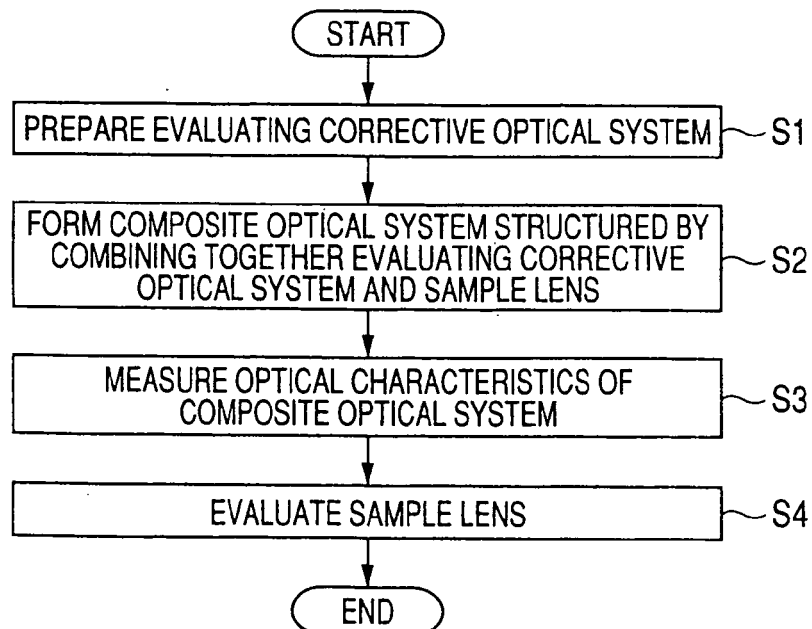 START
PREPARE EVALUATING CORRECTIVE OPTICAL SYSTEM
S1
FORM COMPOSITE OPTICAL SYSTEM STRUCTURED BY
COMBINING TOGETHER EVALUATING CORRECTIVE
OPTICAL SYSTEM AND SAMPLE LENS
S2
MEASURE OPTICAL CHARACTERISTICS OF
COMPOSITE OPTICAL SYSTEM
S3
EVALUATE SAMPLE LENS
S4
END